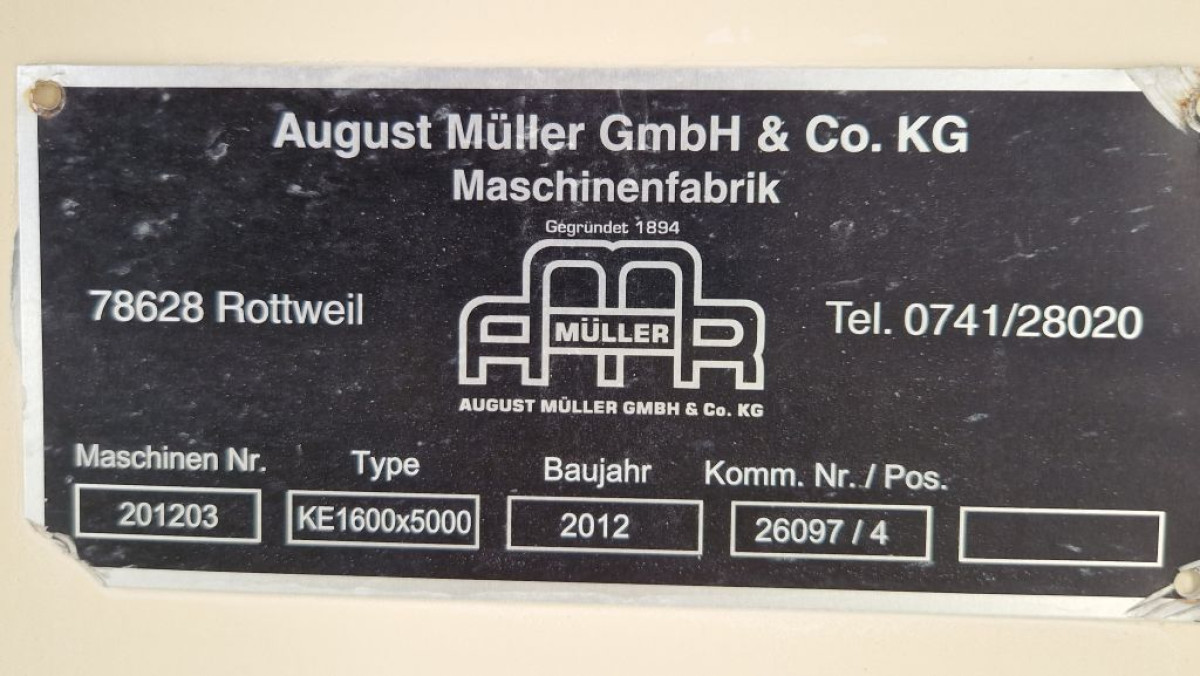 August Müller GmbH & Co. KG
Maschinenfabrik
Gegründet 1894
78628 Rottweil
AMR
MÜLLER
Tel. 0741/28020
AUGUST MÜLLER GMBH & Co. KG
Maschinen Nr. Type Baujahr Komm. Nr. / Pos.
201203 KE1600x5000 2012 26097 / 4